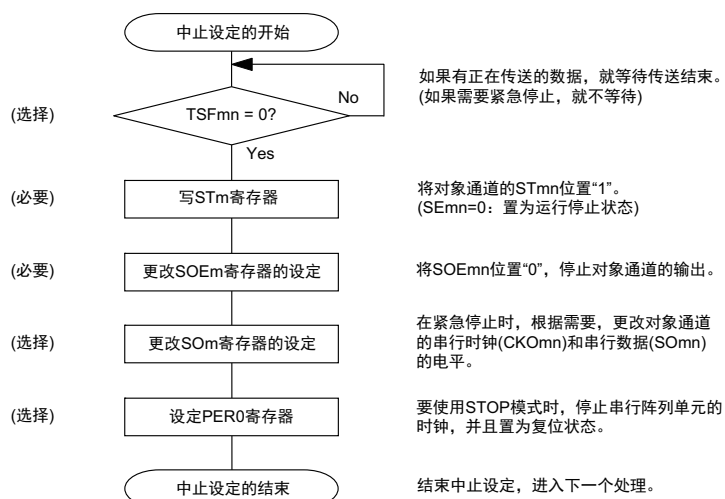 中止设定的开始
如果有正在传送的数据，就等待传送结束。
(如果需要紧急停止，就不等待)
(选择)
TSFmn = 0?
No
Yes
(必要)
写STm寄存器
将对象通道的STmn位置“1”。
(SEmn=0：置为运行停止状态)
(必要)
更改SOEm寄存器的设定
将SOEmn位置“0”，停止对象通道的输出。
(选择)
更改SOm寄存器的设定
在紧急停止时，根据需要，更改对象通道
的串行时钟(CKOmn)和串行数据(SOmn)
的电平。
(选择)
设定PER0寄存器
要使用STOP模式时，停止串行阵列单元的
时钟，并且置为复位状态。
中止设定的结束
结束中止设定，进入下一个处理。